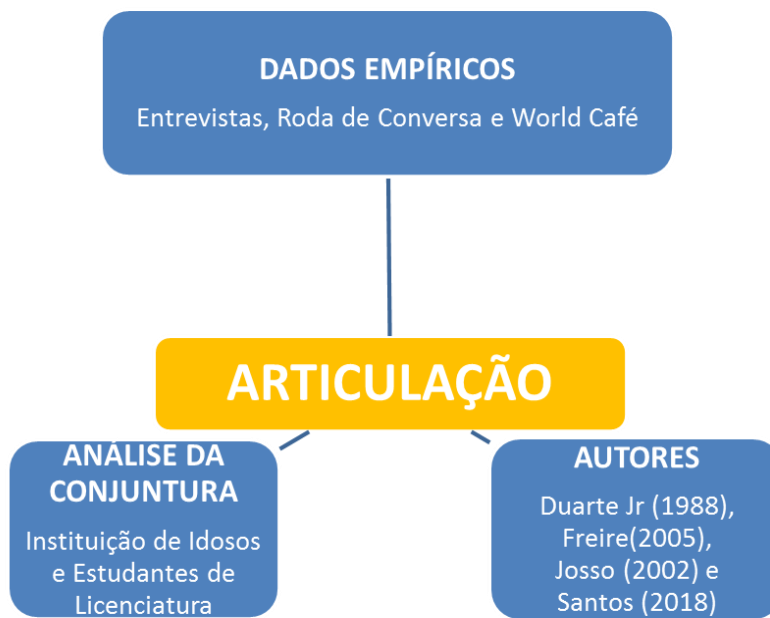 DADOS EMPÍRICOS
Entrevistas, Roda de Conversa e World Café
ARTICULAÇÃO
ANÁLISE DA
CONJUNTURA
Instituição de Idosos
e Estudantes de
Licenciatura
AUTORES
Duarte Jr (1988),
Freire(2005),
Josso (2002) e
Santos (2018)